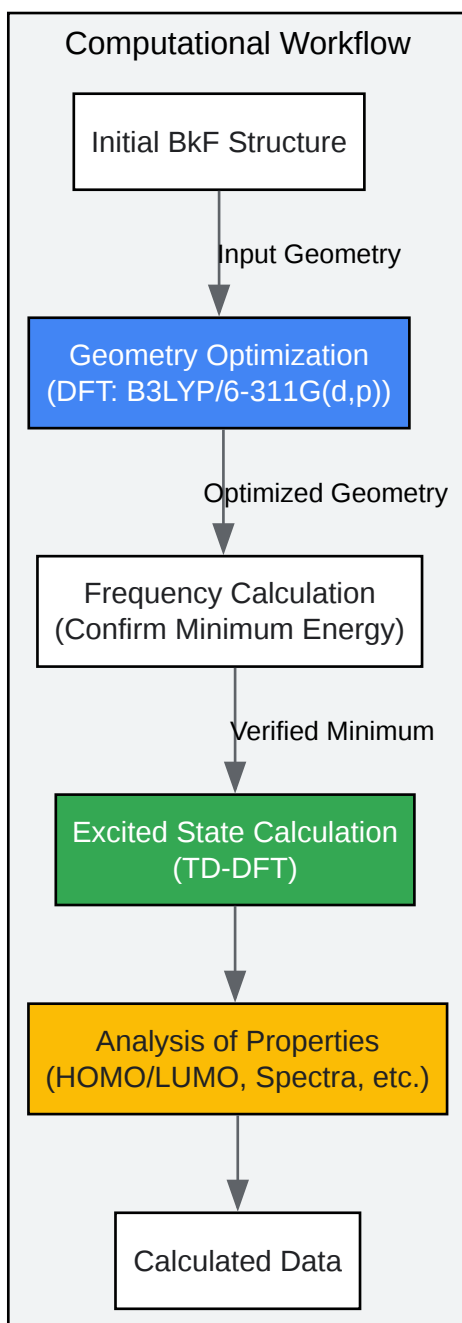 Computational Workflow
Initial BkF Structure
Input Geometry
Geometry Optimization
(DFT: B3LYP/6-311G(d,p))
Optimized Geometry
Frequency Calculation
(Confirm Minimum Energy)
Verified Minimum
Excited State Calculation
(TD-DFT)
Analysis of Properties
(HOMO/LUMO, Spectra, etc.)
Calculated Data